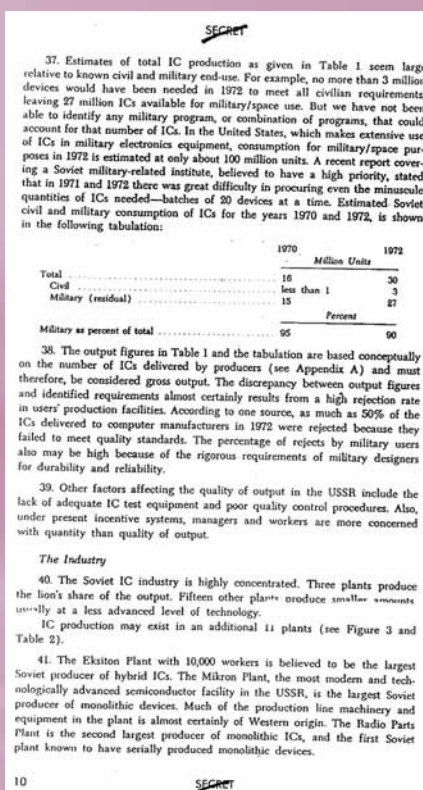 SECRET
37. Estimates of total IC production as given in Table 1 seem large
relative to known civil and military end-use. For example, no more than 3 million
devices would have been needed in 1972 to meet all civilian requirements
leaving 27 million ICs available for military/space use. But we have not been
able to identify any military program, or combination of programs, that could
account for that number of ICs. In the United States, which makes extensive use
of ICs in military electronics equipment, consumption for military/space pur-
poses in 1972 is estimated at only about 100 million units. A recent report cover-
ing a Soviet military-related institute, believed to have a high priority, stated
that in 1971 and 1972 there was great difficulty in procuring even the minuscule
quantities of ICs needed—batches of 20 devices at a time. Estimated Soviet
civil and military consumption of ICs for the years 1970 and 1972, is shown
in the following tabulation:
1970 1972
Million Units
Total 16 30
Civil less than 1 3
Military (residual) 15 27
Percent
Military as percent of total 95 90
38. The output figures in Table 1 and the tabulation are based conceptually
on the number of ICs delivered by producers (see Appendix A) and must
therefore, be considered gross output. The discrepancy between output figures
and identified requirements almost certainly results from a high rejection rate
in users' production facilities. According to one source, as much as 50% of the
ICs delivered to computer manufacturers in 1972 were rejected because they
failed to meet quality standards. The percentage of rejects by military users
also may be high because of the rigorous requirements of military designers
for durability and reliability.
39. Other factors affecting the quality of output in the USSR include the
lack of adequate IC test equipment and poor quality control procedures. Also,
under present incentive systems, managers and workers are more concerned
with quantity than quality of output.
The Industry
40. The Soviet IC industry is highly concentrated. Three plants produce
the lion's share of the output. Fifteen other plants produce smaller amounts
usually at a less advanced level of technology.
IC production may exist in an additional 11 plants (see Figure 3 and
Table 2).
41. The Eksiton Plant with 10,000 workers is believed to be the largest
Soviet producer of hybrid ICs. The Mikron Plant, the most modern and tech-
nologically advanced semiconductor facility in the USSR, is the largest Soviet
producer of monolithic devices. Much of the production line machinery and
equipment in the plant is almost certainly of Western origin. The Radio Parts
Plant is the second largest producer of monolithic ICs, and the first Soviet
plant known to have serially produced monolithic devices.
10
SECRET